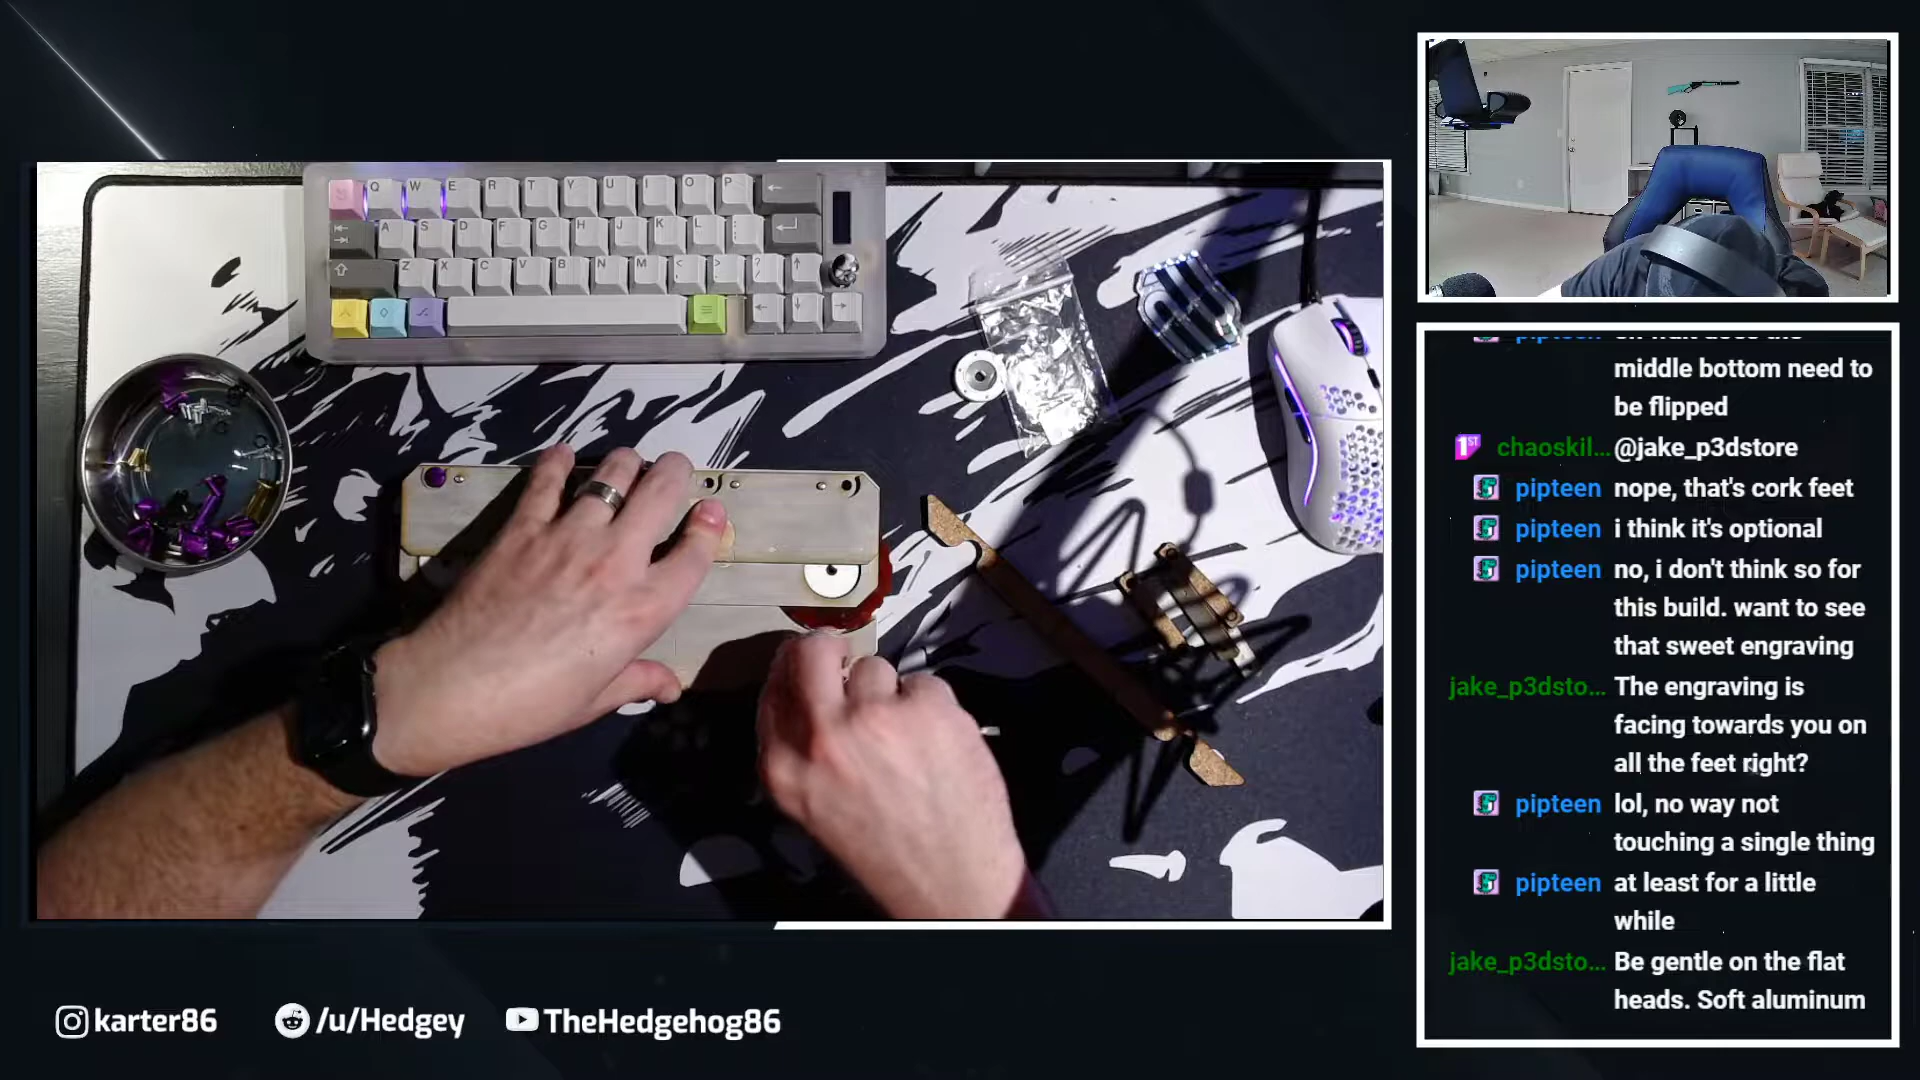 Q W E R T Y U I O P
A S D F G H J K L
Z X C V B N M < > ?
middle bottom need to
be flipped
chaoskil... @jake_p3dstore
pipteen nope, that's cork feet
pipteen i think it's optional
pipteen no, i don't think so for
this build. want to see
that sweet engraving
jake_p3dsto... The engraving is
facing towards you on
all the feet right?
pipteen lol, no way not
touching a single thing
pipteen at least for a little
while
jake_p3dsto... Be gentle on the flat
heads. Soft aluminum
karter86 /u/Hedgey TheHedgehog86